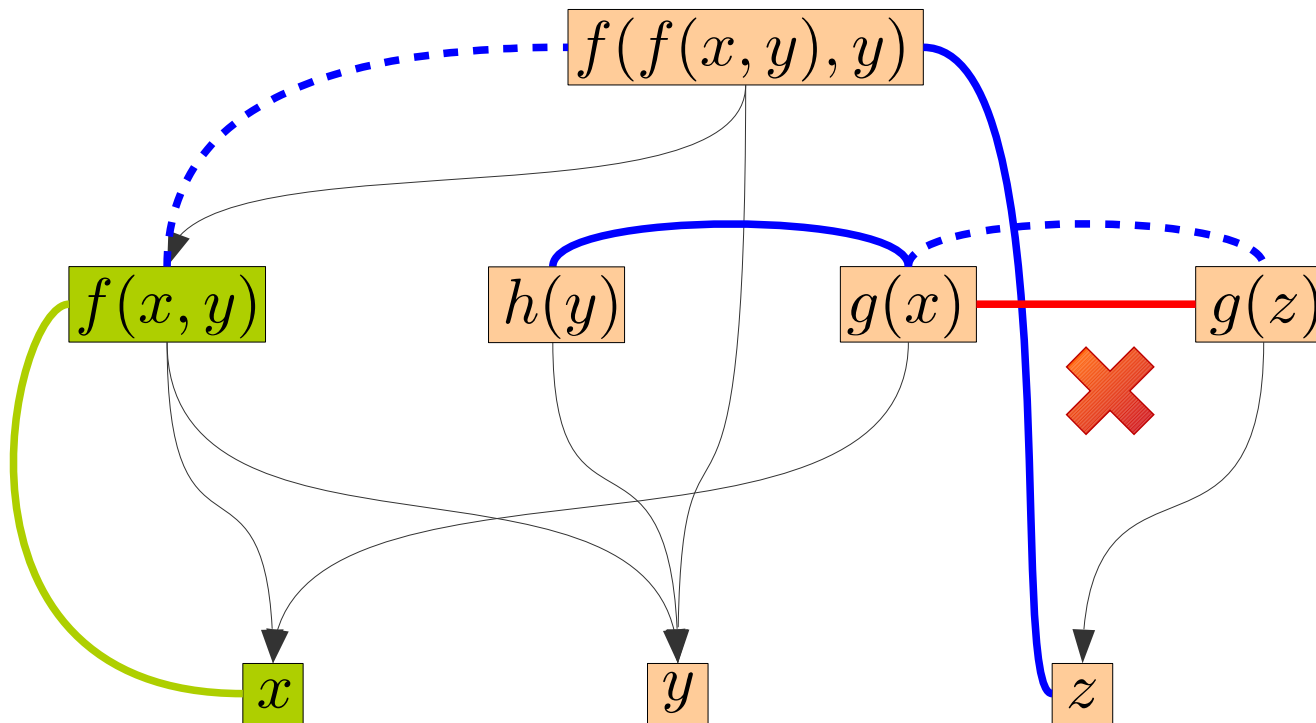 f(f(x, y), y)
f(x, y)
h(y)
g(x)
g(z)
x
y
z